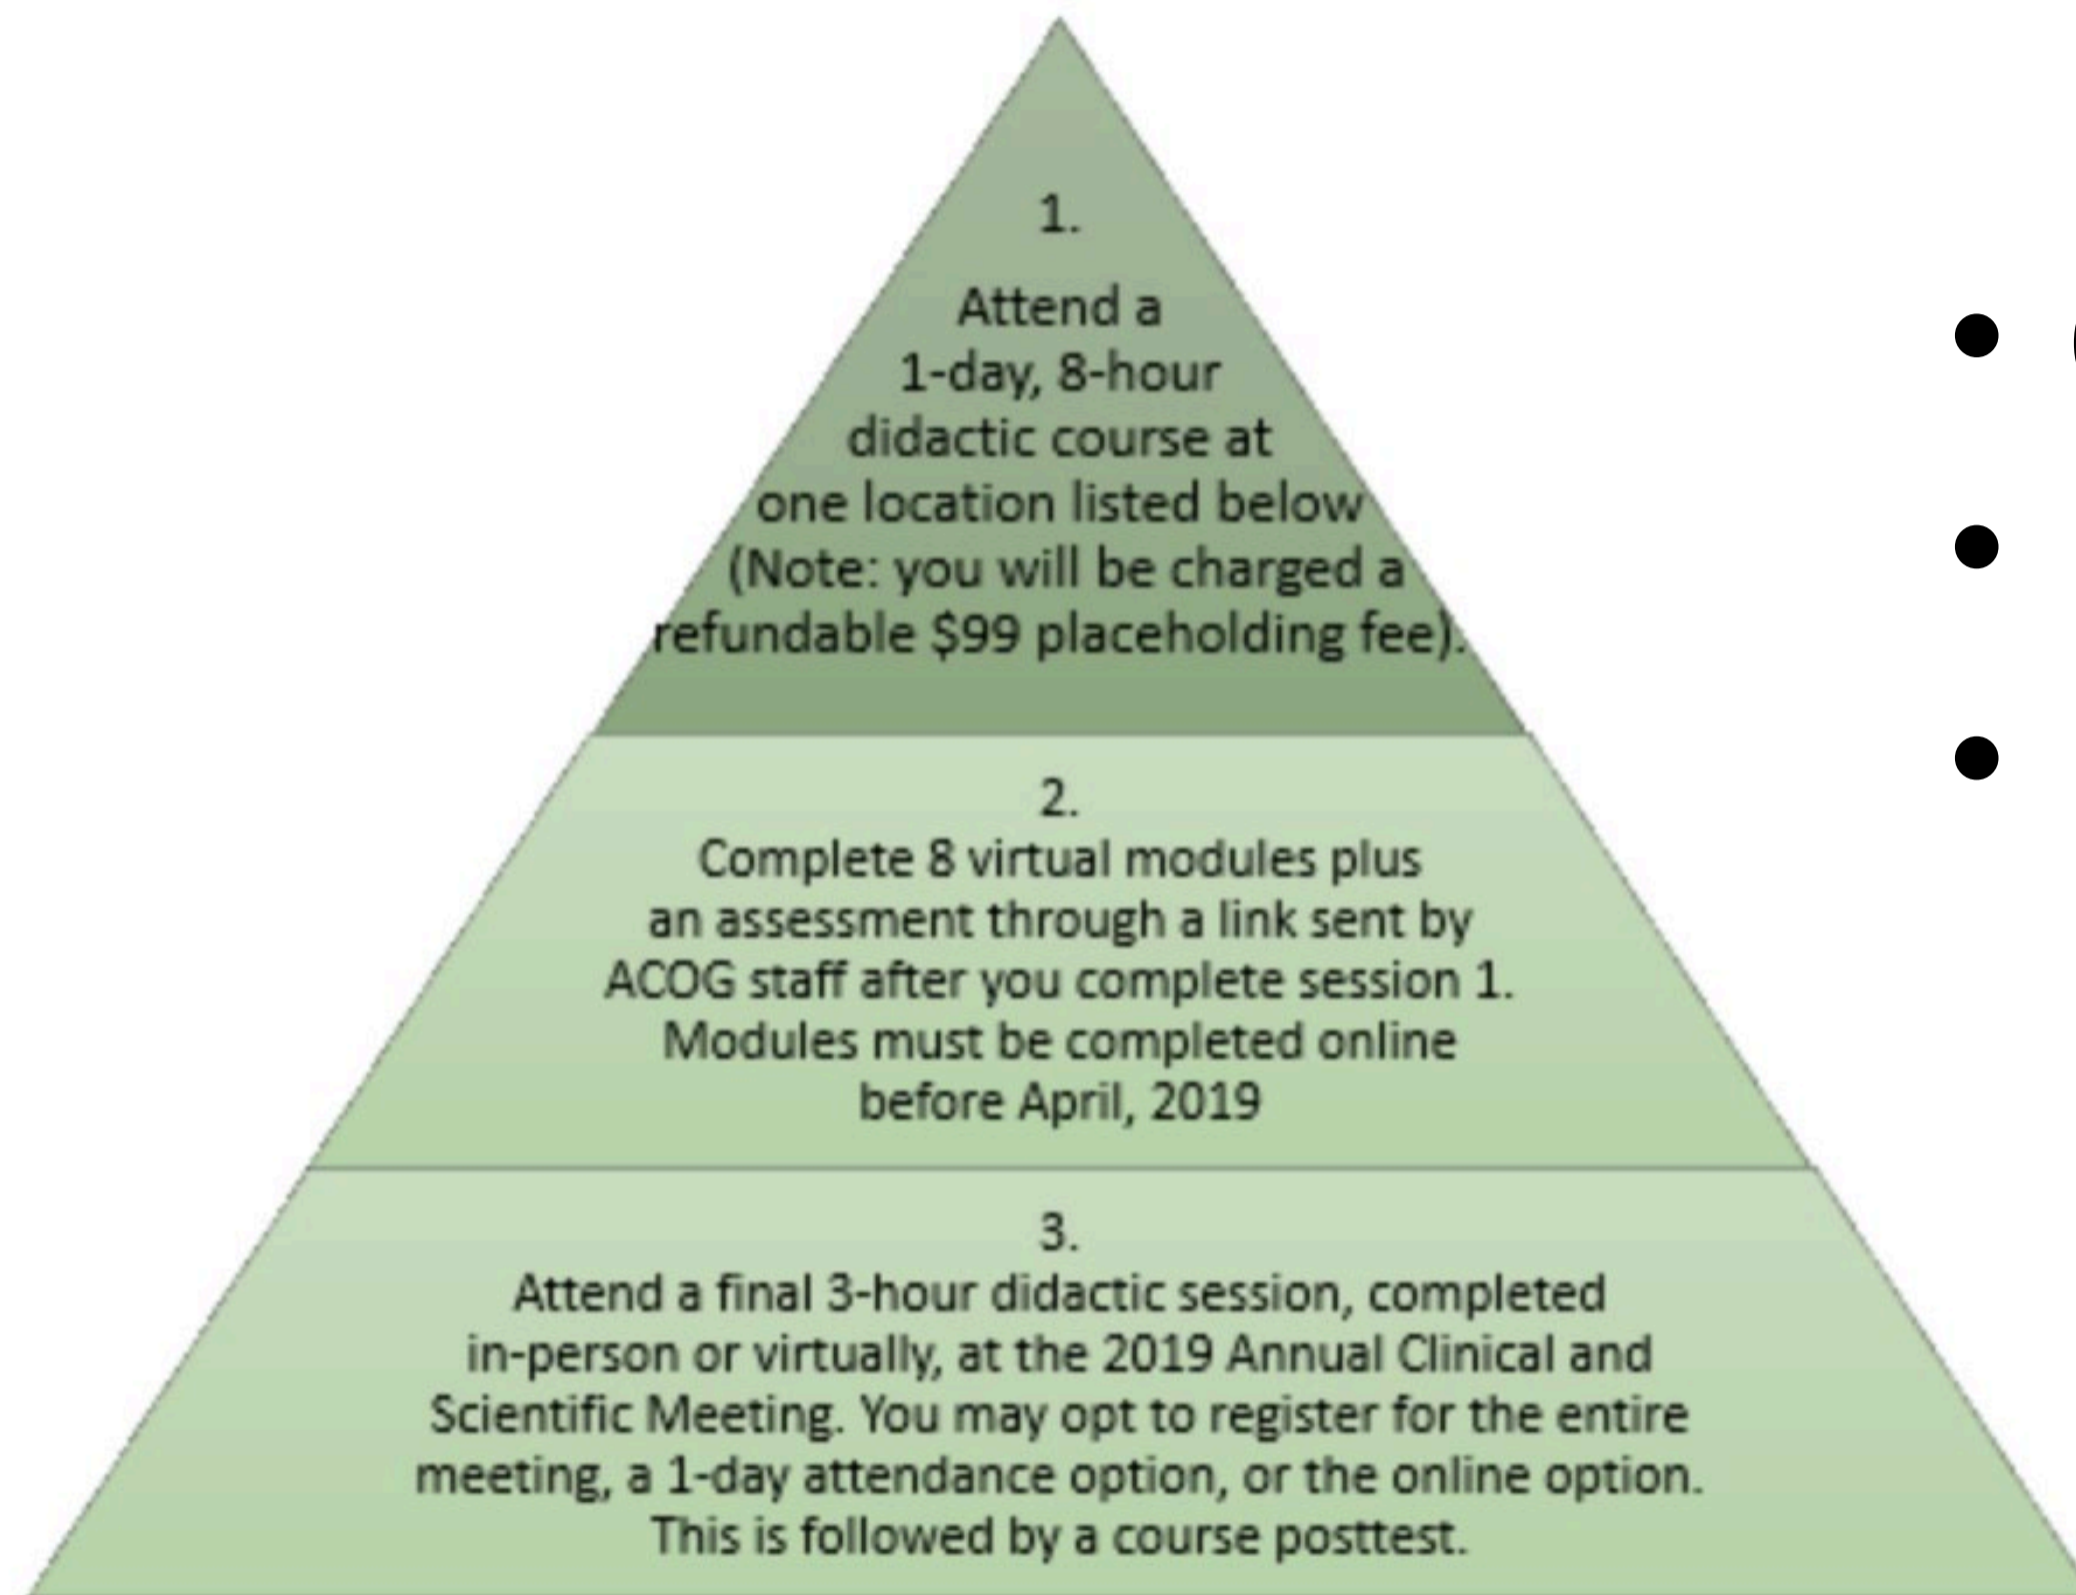 1.
Attend a
1-day, 8-hour
didactic course at
one location listed below
(Note: you will be charged a
refundable $99 placeholding fee).
2.
Complete 8 virtual modules plus
an assessment through a link sent by
ACOG staff after you complete session 1.
Modules must be completed online
before April, 2019
3.
Attend a final 3-hour didactic session, completed
in-person or virtually, at the 2019 Annual Clinical and
Scientific Meeting. You may opt to register for the entire
meeting, a 1-day attendance option, or the online option.
This is followed by a course posttest.